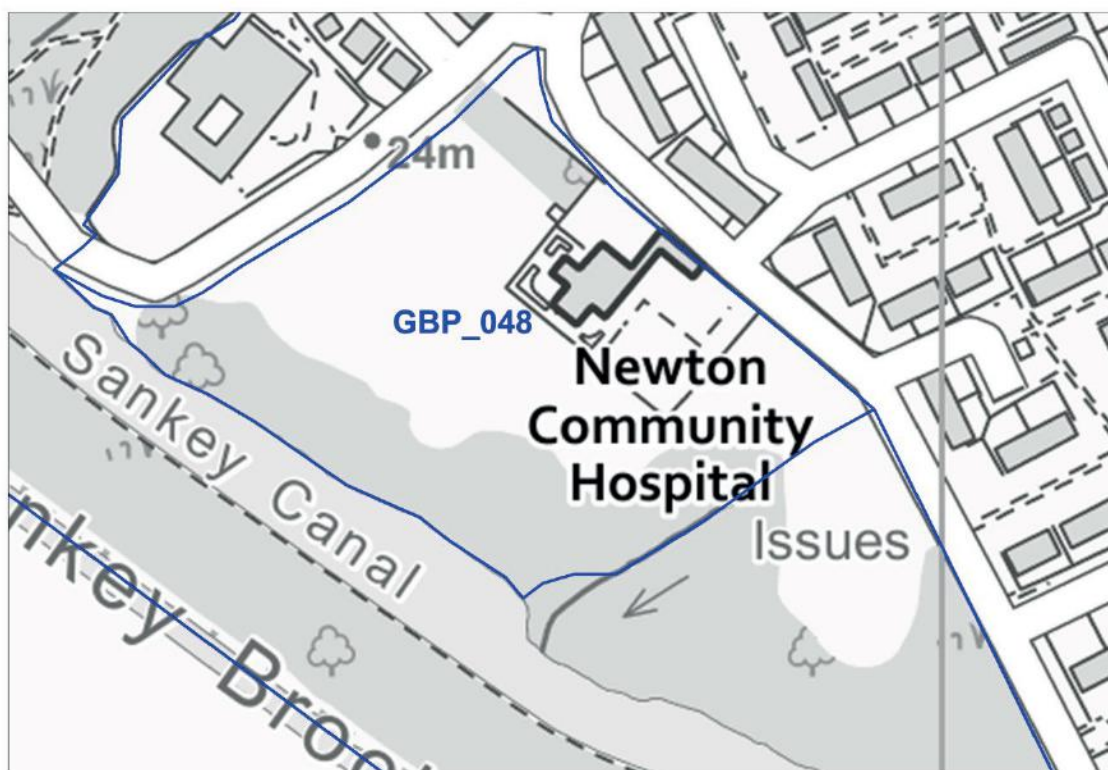 24m
GBP_048
Newton
Community
Hospital
Issues
Sankey Canal
nkey Broo